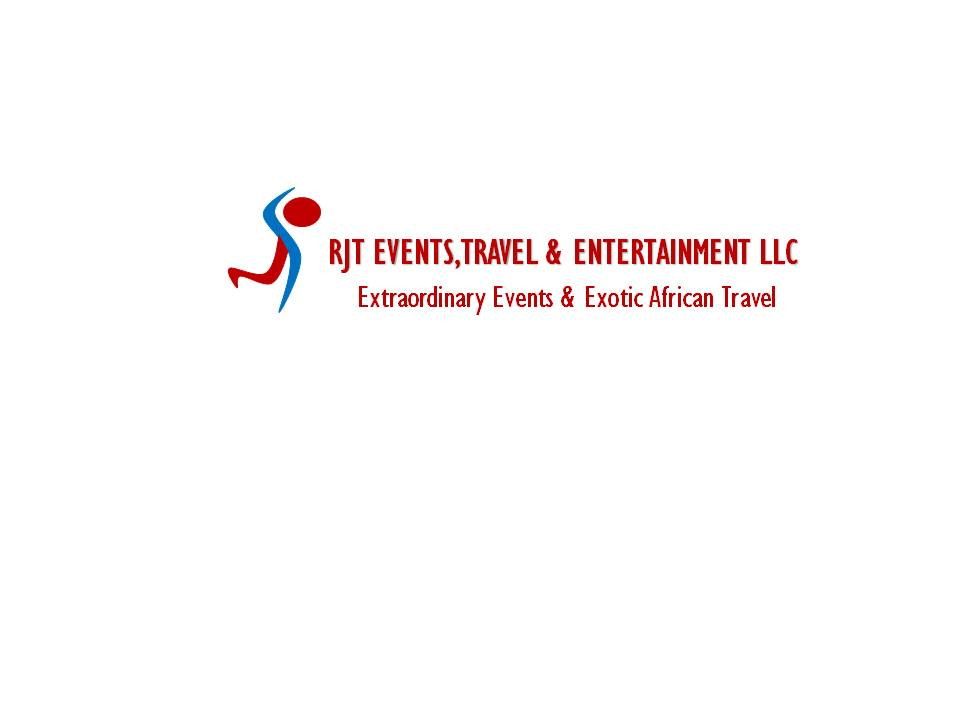 RJT EVENTS,TRAVEL & ENTERTAINMENT LLC
Extraordinary Events & Exotic African Travel